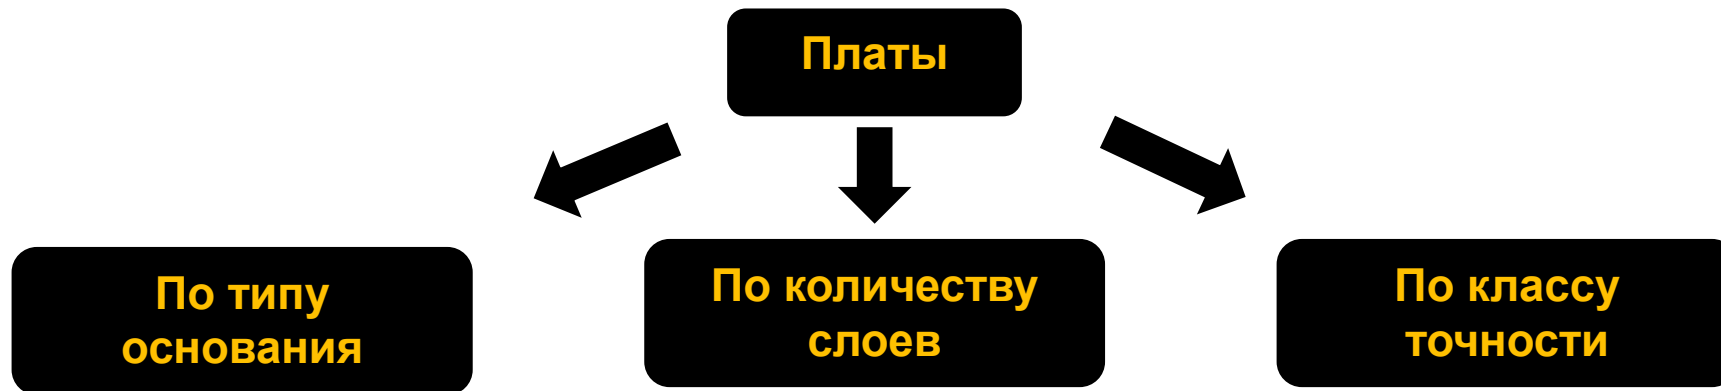 Платы
По типу
основания
По количеству
слоев
По классу
точности